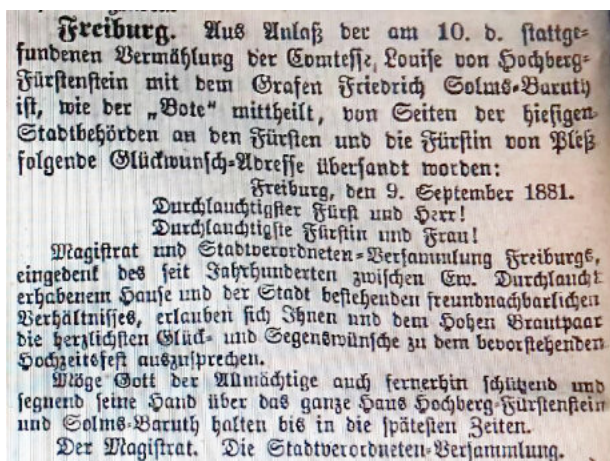 Freiburg. Aus Anlaß der am 10. d. stattge-
fundenen Vermählung der Comtesse, Louise von Hochberg-
Fürstenstein mit dem Grafen Friedrich Solms-Baruth
ist, wie der „Bote“ mittheilt, von Seiten der hiesigen
Stadtbehörden an den Fürsten und die Fürstin von Pleß
folgende Glückwunsch-Adresse übersandt worden:
Freiburg, den 9. September 1881.
Durchlauchtigster Fürst und Herr!
Durchlauchtigste Fürstin und Frau!
Magistrat und Stadtverordneten-Versammlung Freiburgs,
eingedenk des seit Jahrhunderten zwischen Ew. Durchlaucht
erhabenem Hause und der Stadt bestehenden freundnachbarlichen
Verhältnisses, erlauben sich Ihnen und dem Hohen Brautpaar
die herzlichsten Glück- und Segenswünsche zu dem bevorstehenden
Hochzeitsfest auszusprechen.
Möge Gott der Allmächtige auch fernerhin schützend und
segnend seine Hand über das ganze Haus Hochberg-Fürstenstein
und Solms-Baruth halten bis in die spätesten Zeiten.
Der Magistrat. Die Stadtverordneten-Versammlung.